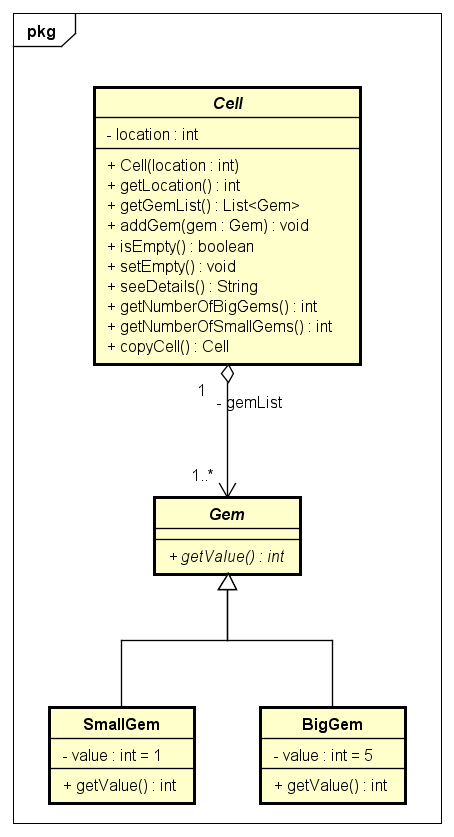 pkg
Cell
- location : int
+ Cell(location : int)
+ getLocation() : int
+ getGemList() : List<Gem>
+ addGem(gem : Gem) : void
+ isEmpty() : boolean
+ setEmpty() : void
+ seeDetails() : String
+ getNumberOfBigGems() : int
+ getNumberOfSmallGems() : int
+ copyCell() : Cell
1
- gemList
1..*
Gem
+ getValue() : int
SmallGem
- value : int = 1
+ getValue() : int
BigGem
- value : int = 5
+ getValue() : int